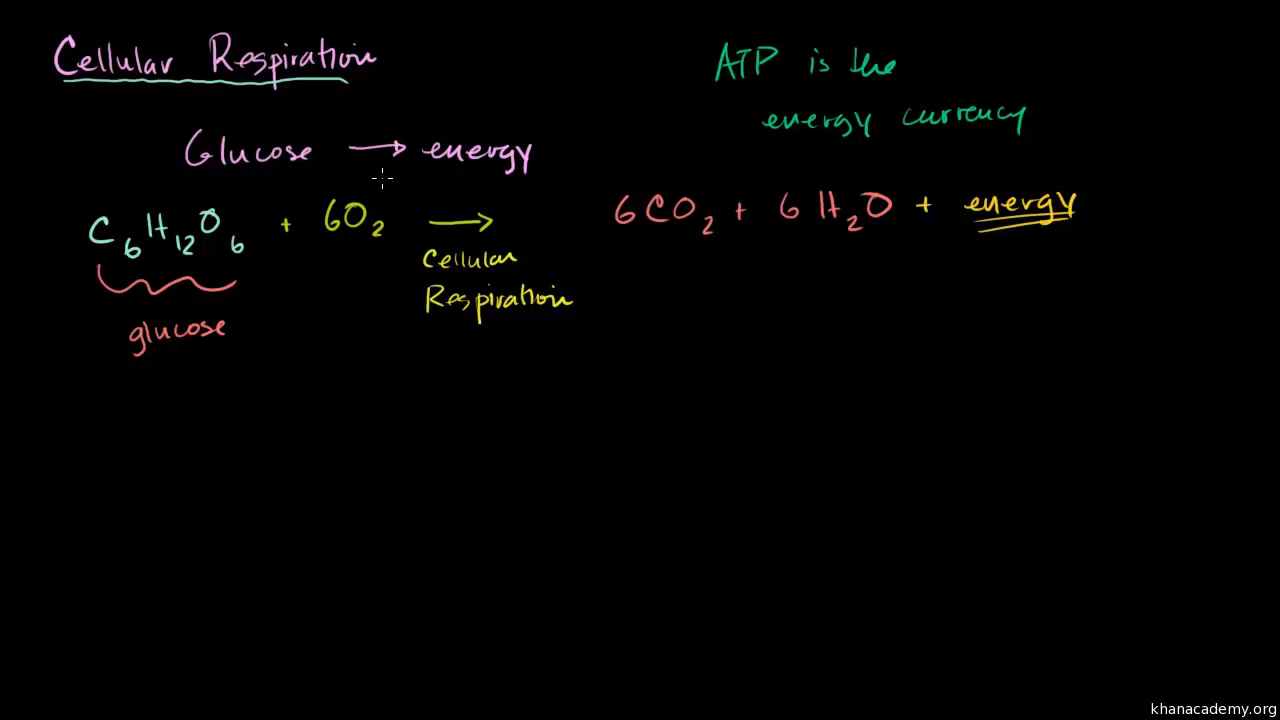 Cellular Respiration
ATP is the
energy currency
Glucose → energy
C₆H₁₂O₆ + 6O₂ → 6CO₂ + 6H₂O + energy
Cellular
Respiration
glucose
khanacademy.org